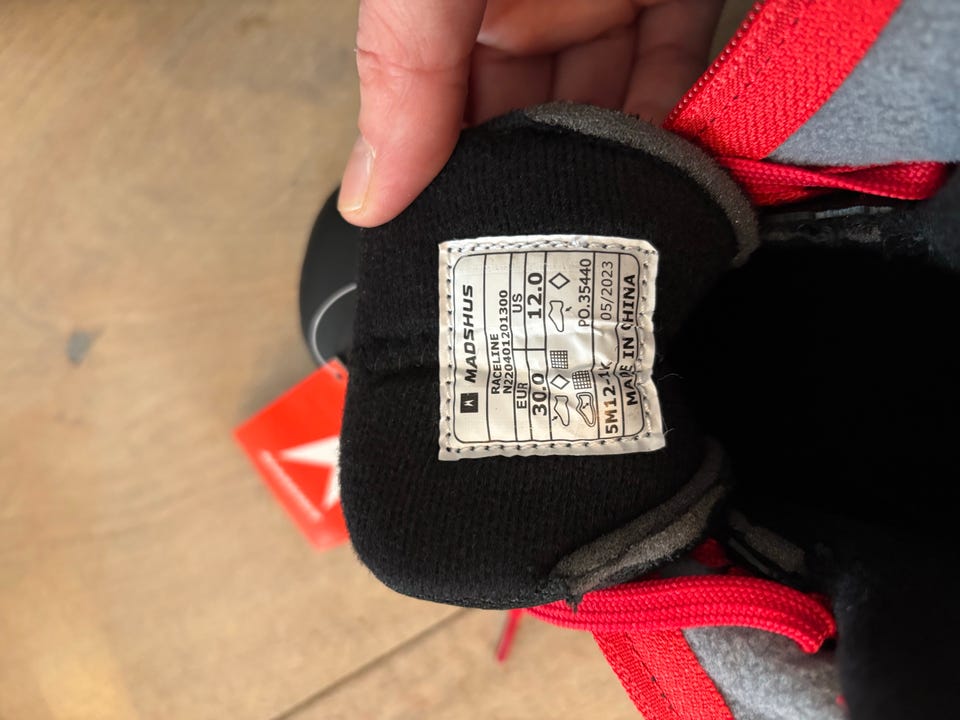 MADSHUS
RACELINE
N220401201300
EUR US
30.0 12.0
PO.35440
5M12-1K 05/2023
MADE IN CHINA